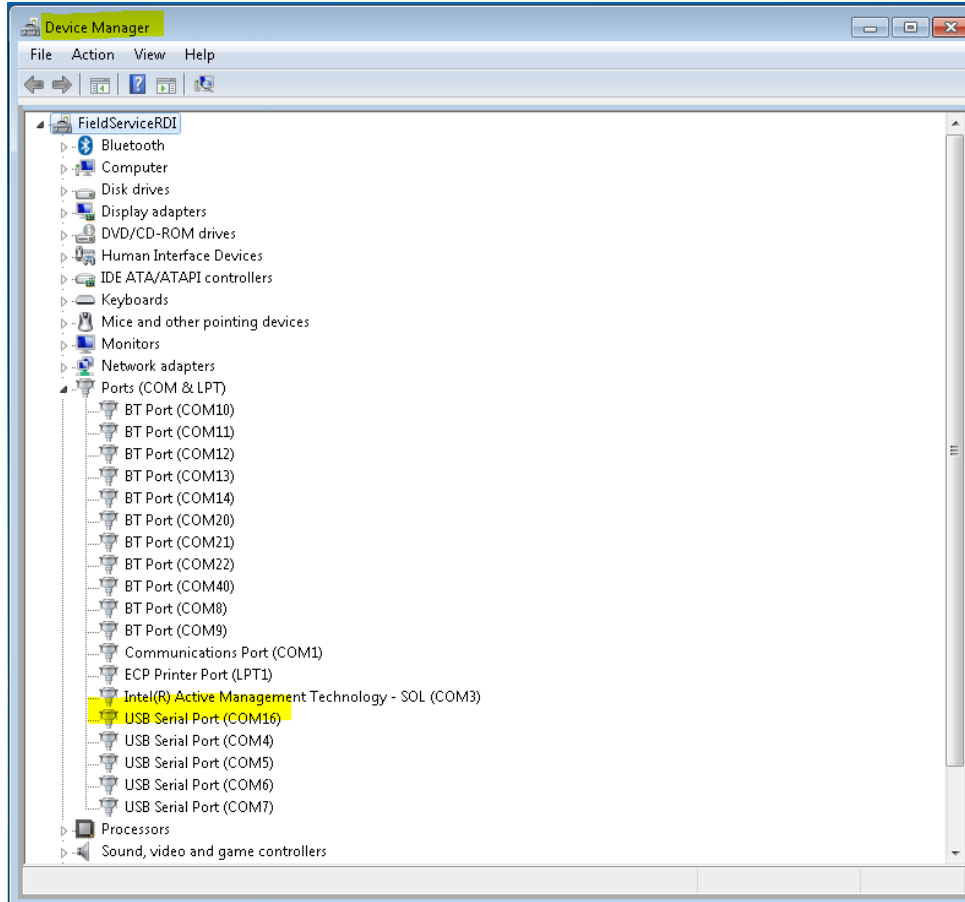 Device Manager
File Action View Help
FieldServiceRDI
Bluetooth
Computer
Disk drives
Display adapters
DVD/CD-ROM drives
Human Interface Devices
IDE ATA/ATAPI controllers
Keyboards
Mice and other pointing devices
Monitors
Network adapters
Ports (COM & LPT)
BT Port (COM10)
BT Port (COM11)
BT Port (COM12)
BT Port (COM13)
BT Port (COM14)
BT Port (COM20)
BT Port (COM21)
BT Port (COM22)
BT Port (COM40)
BT Port (COM8)
BT Port (COM9)
Communications Port (COM1)
ECP Printer Port (LPT1)
Intel(R) Active Management Technology - SOL (COM3)
USB Serial Port (COM16)
USB Serial Port (COM4)
USB Serial Port (COM5)
USB Serial Port (COM6)
USB Serial Port (COM7)
Processors
Sound, video and game controllers